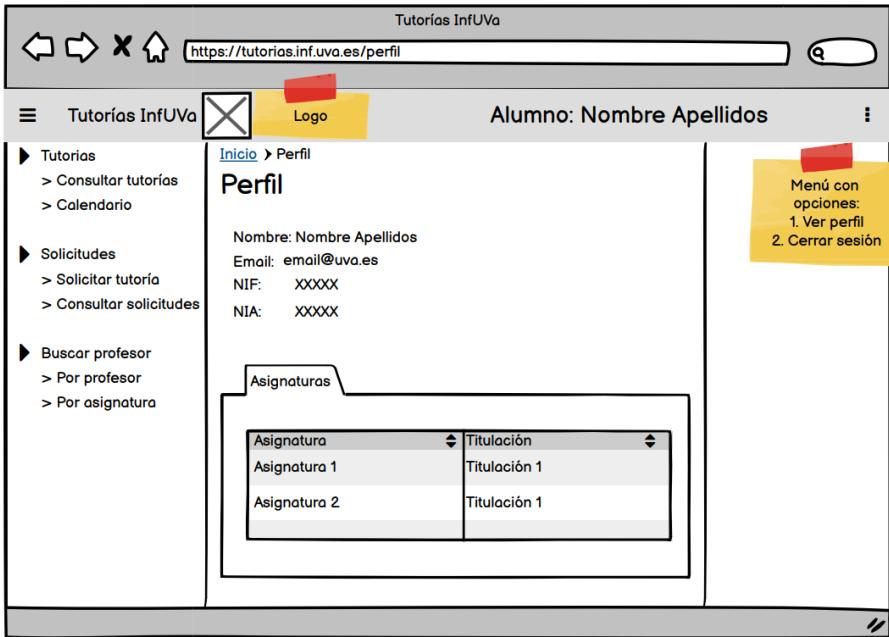 Tutorías InfUVa
https://tutorias.inf.uva.es/perfil
Tutorías InfUVa
Logo
Alumno: Nombre Apellidos
Tutorias
> Consultar tutorías
> Calendario
Solicitudes
> Solicitar tutoría
> Consultar solicitudes
Buscar profesor
> Por profesor
> Por asignatura
Inicio > Perfil
Perfil
Nombre: Nombre Apellidos
Email: email@uva.es
NIF: XXXXX
NIA: XXXXX
Asignaturas
Asignatura Titulación
Asignatura 1 Titulación 1
Asignatura 2 Titulación 1
Menú con
opciones:
1. Ver perfil
2. Cerrar sesión